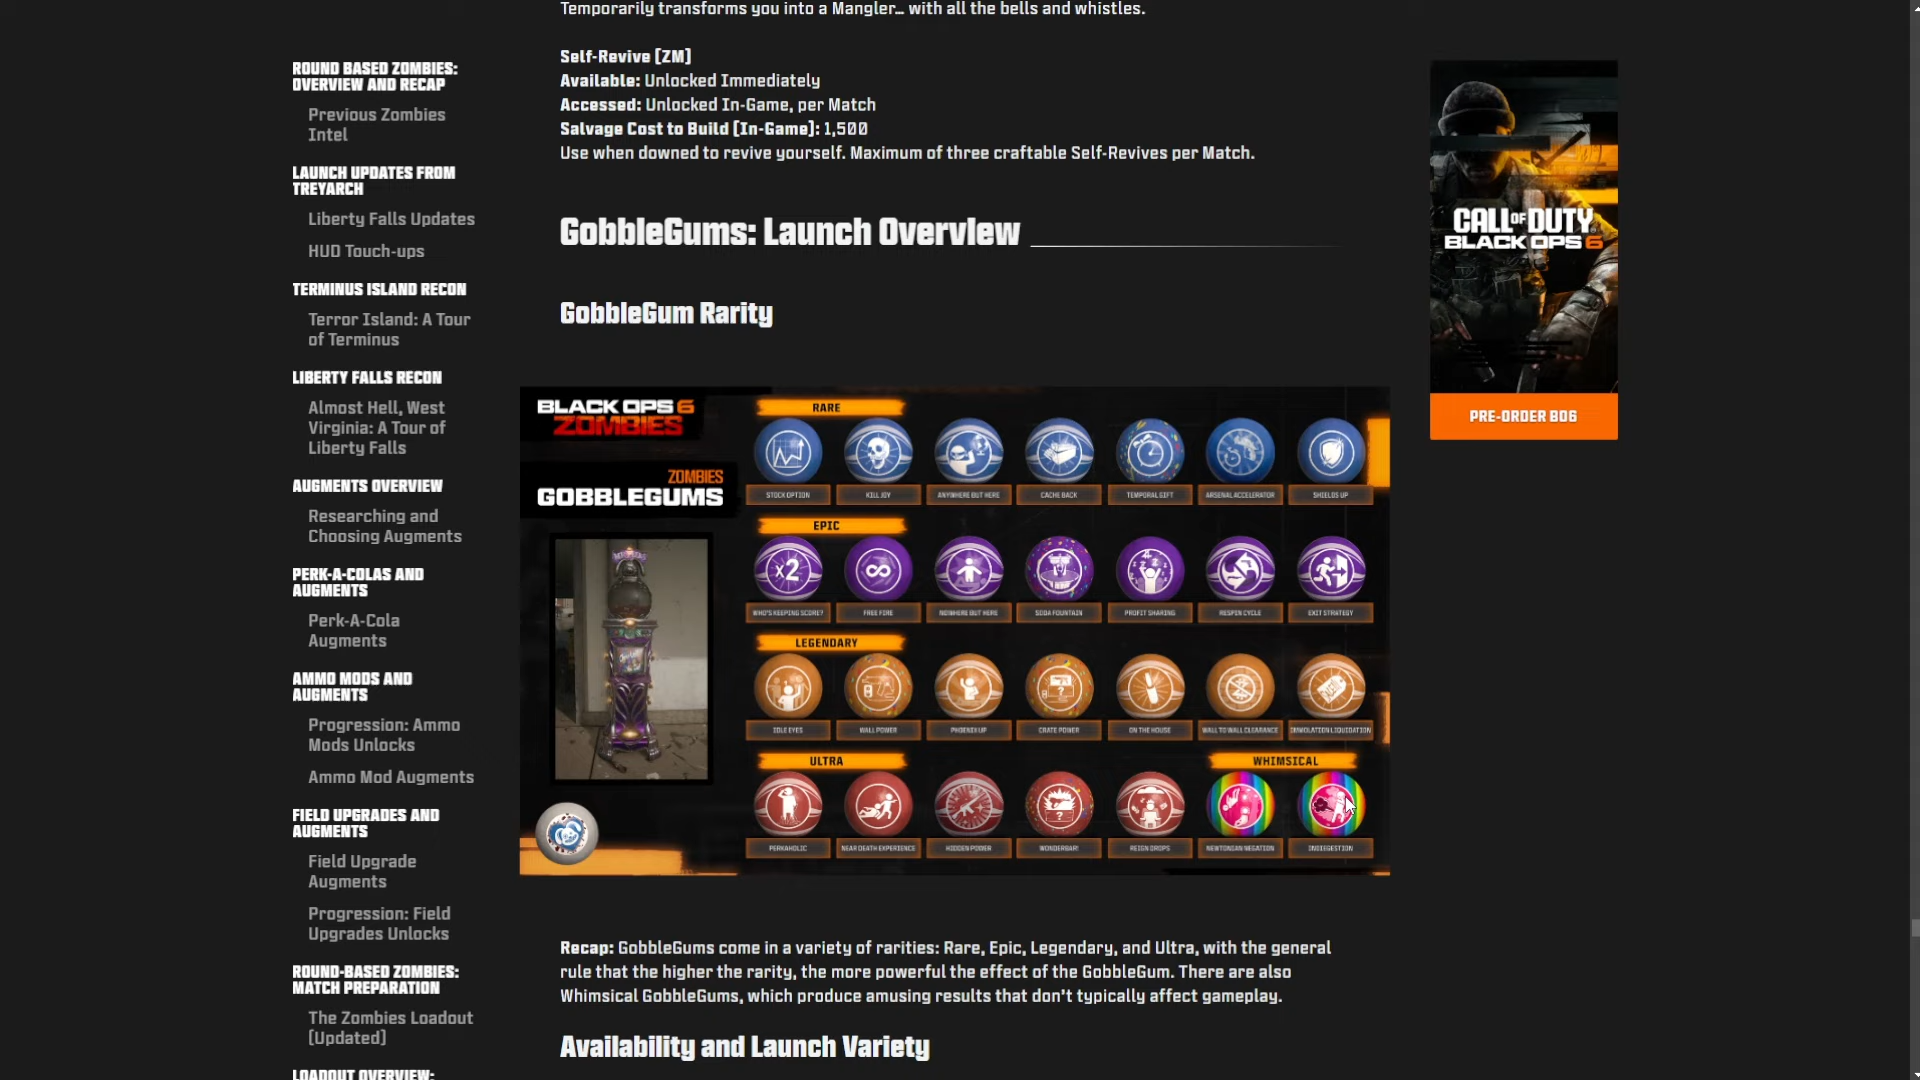 Temporarily transforms you into a Mangler... with all the bells and whistles.
Self-Revive [ZM]
Available: Unlocked Immediately
Accessed: Unlocked In-Game, per Match
Salvage Cost to Build [In-Game]: 1,500
Use when downed to revive yourself. Maximum of three craftable Self-Revives per Match.
GobbleGums: Launch Overview
GobbleGum Rarity
BLACK OPS 6
ZOMBIES
ZOMBIES
GOBBLEGUMS
RARE
STOCK OPTION
KILL JOY
ANYWHERE BUT HERE
CACHE BACK
TEMPORAL GIFT
ARSENAL ACCELERATOR
SHIELDS UP
EPIC
x2
WHO'S KEEPING SCORE?
FREE FIRE
NOWHERE BUT HERE
SODA FOUNTAIN
PROFIT SHARING
RESPIN CYCLE
EXIT STRATEGY
LEGENDARY
IDLE EYES
WALL POWER
PHOENIX UP
CRATE POWER
ON THE HOUSE
WALL TO WALL CLEARANCE
IMMOLATION LIQUIDATION
ULTRA
WHIMSICAL
PERKAHOLIC
NEAR DEATH EXPERIENCE
HIDDEN POWER
WONDERBAR!
REIGN DROPS
NEWTONIAN NEGATION
INDIEGESTION
Recap: GobbleGums come in a variety of rarities: Rare, Epic, Legendary, and Ultra, with the general
rule that the higher the rarity, the more powerful the effect of the GobbleGum. There are also
Whimsical GobbleGums, which produce amusing results that don't typically affect gameplay.
Availability and Launch Variety
ROUND BASED ZOMBIES:
OVERVIEW AND RECAP
Previous Zombies
Intel
LAUNCH UPDATES FROM
TREYARCH
Liberty Falls Updates
HUD Touch-ups
TERMINUS ISLAND RECON
Terror Island: A Tour
of Terminus
LIBERTY FALLS RECON
Almost Hell, West
Virginia: A Tour of
Liberty Falls
AUGMENTS OVERVIEW
Researching and
Choosing Augments
PERK-A-COLAS AND
AUGMENTS
Perk-A-Cola
Augments
AMMO MODS AND
AUGMENTS
Progression: Ammo
Mods Unlocks
Ammo Mod Augments
FIELD UPGRADES AND
AUGMENTS
Field Upgrade
Augments
Progression: Field
Upgrades Unlocks
ROUND-BASED ZOMBIES:
MATCH PREPARATION
The Zombies Loadout
[Updated]
LOADOUT OVERVIEW:
CALL OF DUTY
BLACK OPS 6
PRE-ORDER BO6